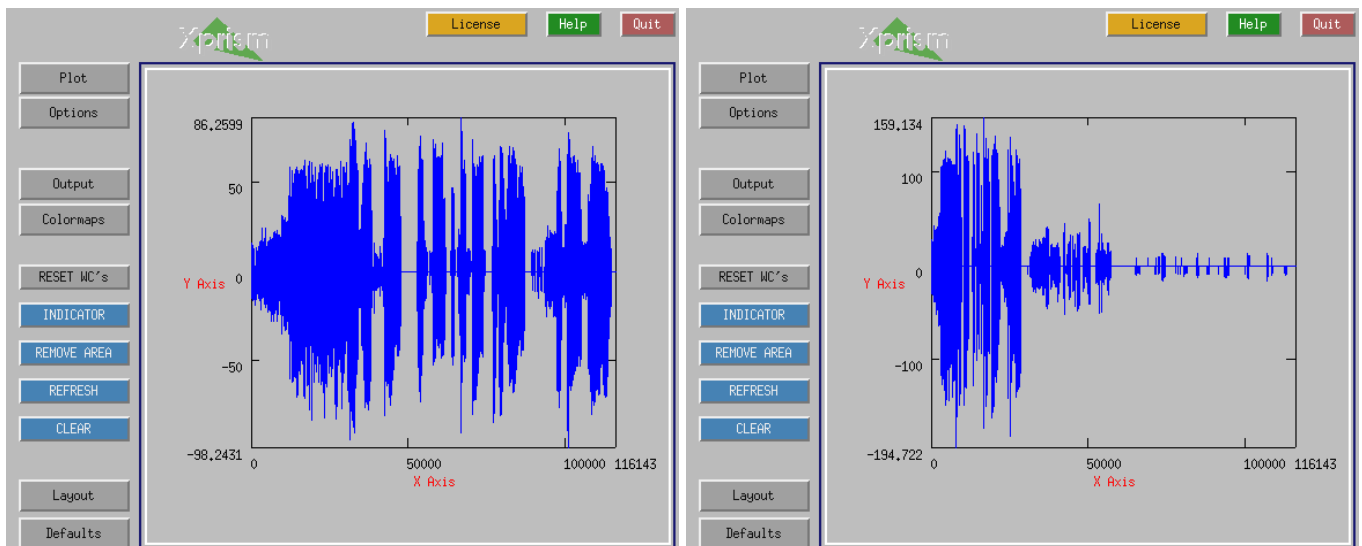 Xprism
License
Help
Quit
Plot
Options
Output
Colormaps
RESET WC's
INDICATOR
REMOVE AREA
REFRESH
CLEAR
Layout
Defaults
86.2599
50
Y Axis
0
-50
-98.2431
0 50000 100000 116143
X Axis
Xprism
License
Help
Quit
Plot
Options
Output
Colormaps
RESET WC's
INDICATOR
REMOVE AREA
REFRESH
CLEAR
Layout
Defaults
159.134
100
Y Axis
0
-100
-194.722
0 50000 100000 116143
X Axis